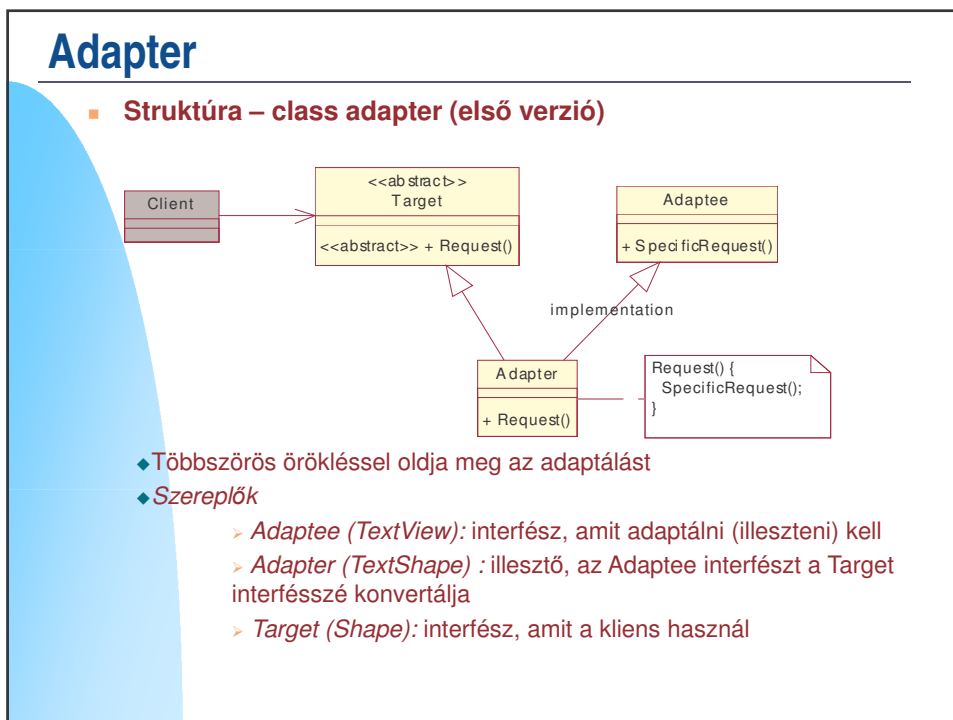 Adapter
Struktúra – class adapter (első verzió)
Client
<<abstract>>
Target
<<abstract>> + Request()
Adaptee
+ SpecificRequest()
implementation
Adapter
+ Request()
Request() {
SpecificRequest();
}
Többszörös örökléssel oldja meg az adaptálást
Szereplők
Adaptee (TextView): interfész, amit adaptálni (illeszteni) kell
Adapter (TextShape) : illesztő, az Adaptee interfészt a Target
interfésszé konvertálja
Target (Shape): interfész, amit a kliens használ